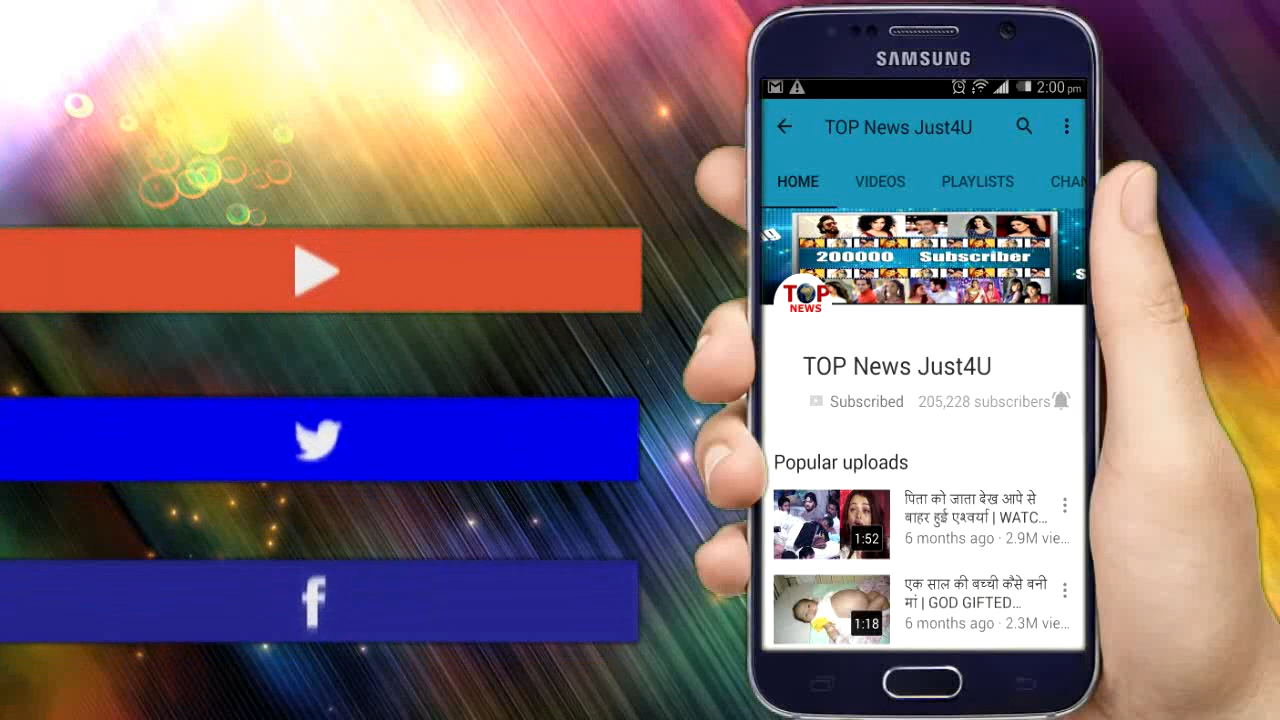 SAMSUNG
2:00 pm
TOP News Just4U
HOME VIDEOS PLAYLISTS CHAN
200000 Subscriber
TOP
NEWS
TOP News Just4U
Subscribed 205,228 subscribers
Popular uploads
पिता को जाता देख आपे से
बाहर हुई एश्वर्या | WATC...
1:52
6 months ago · 2.9M vie...
एक साल की बच्ची कैसे बनी
मां | GOD GIFTED...
1:18
6 months ago · 2.3M vie...